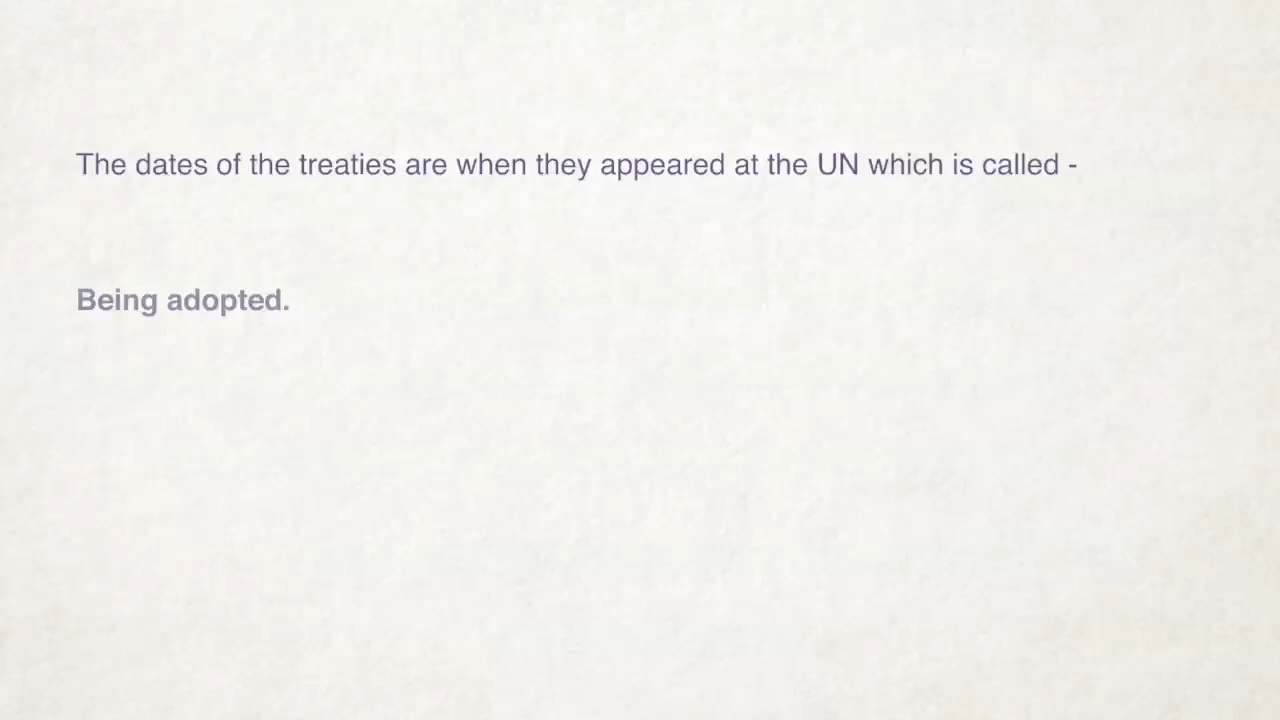 The dates of the treaties are when they appeared at the UN which is called -
Being adopted.